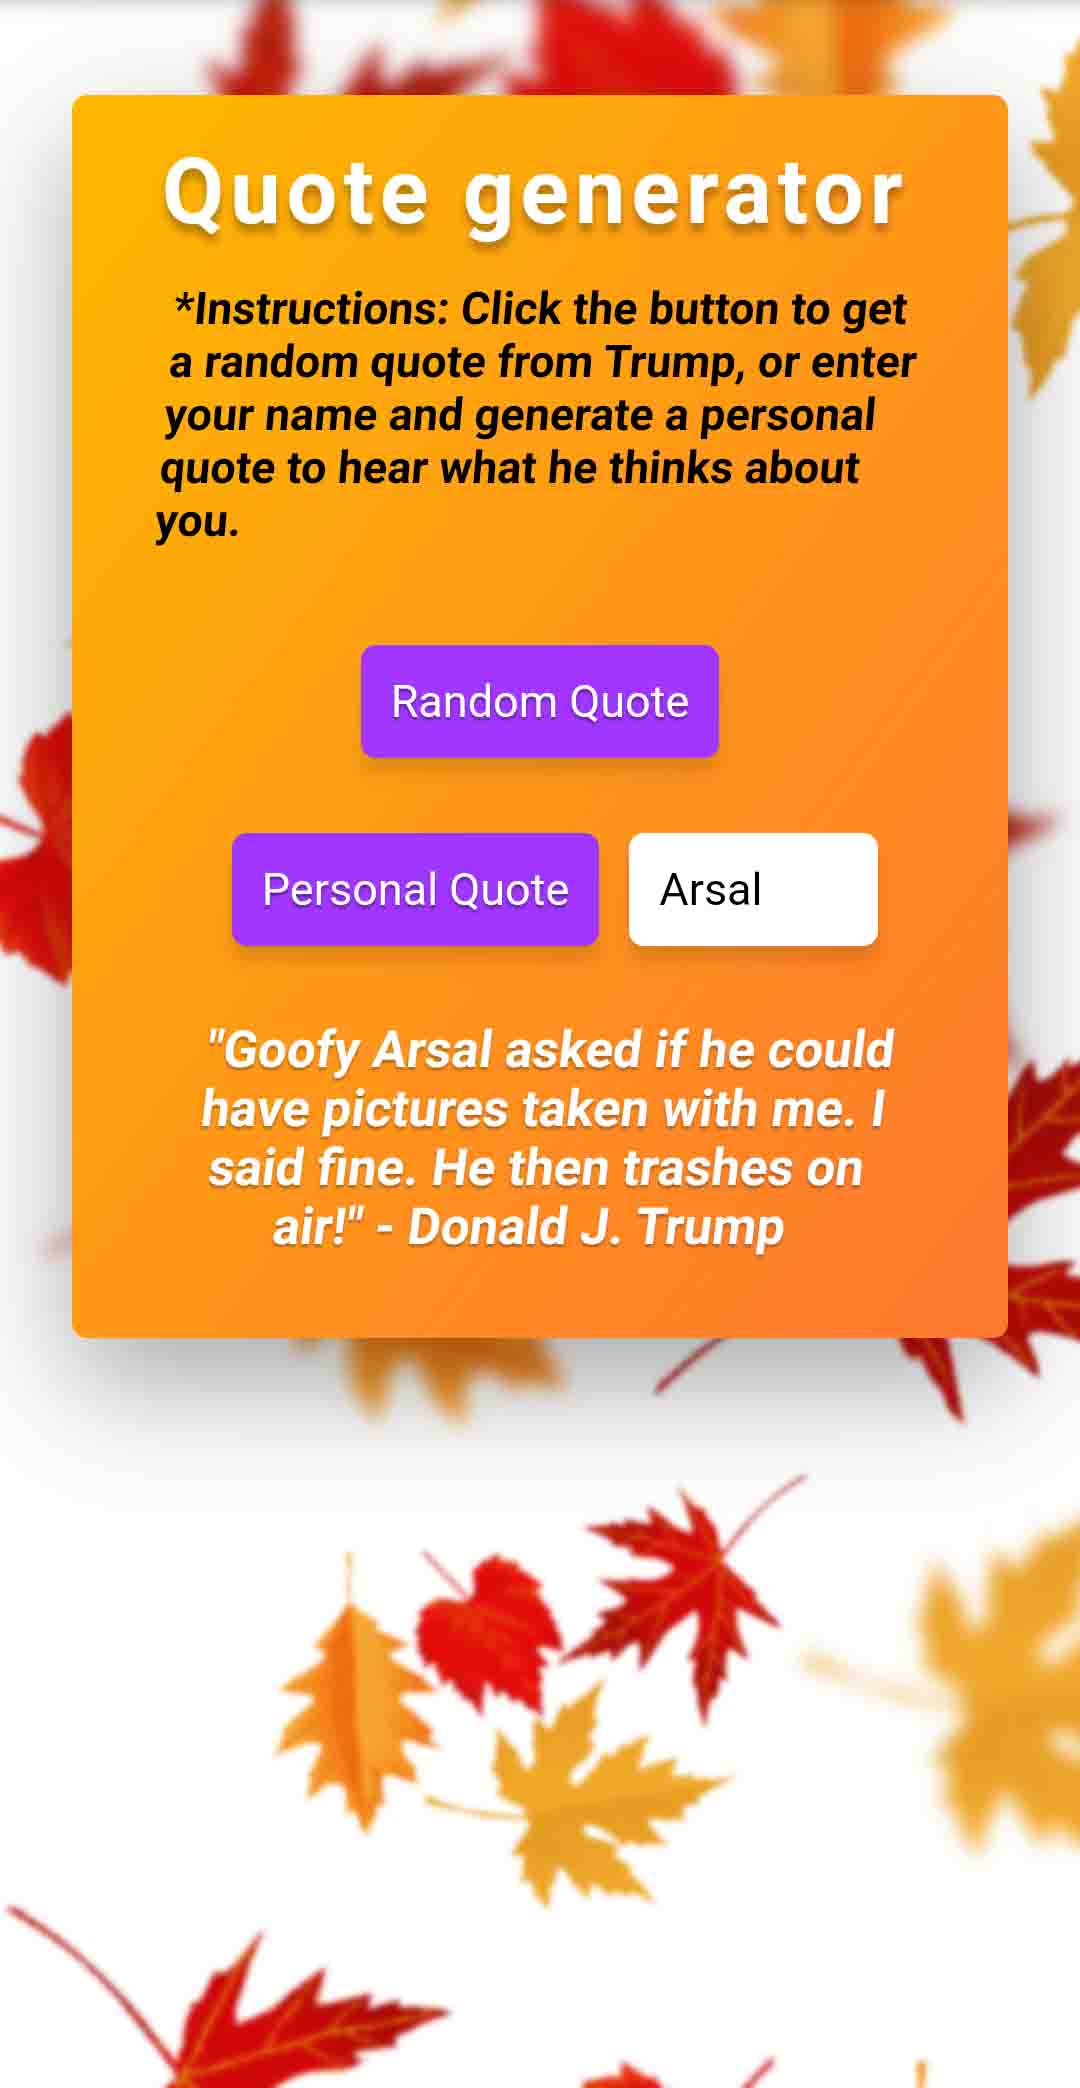 Quote generator
*Instructions: Click the button to get
a random quote from Trump, or enter
your name and generate a personal
quote to hear what he thinks about
you.
Random Quote
Personal Quote Arsal
"Goofy Arsal asked if he could
have pictures taken with me. I
said fine. He then trashes on
air!" - Donald J. Trump